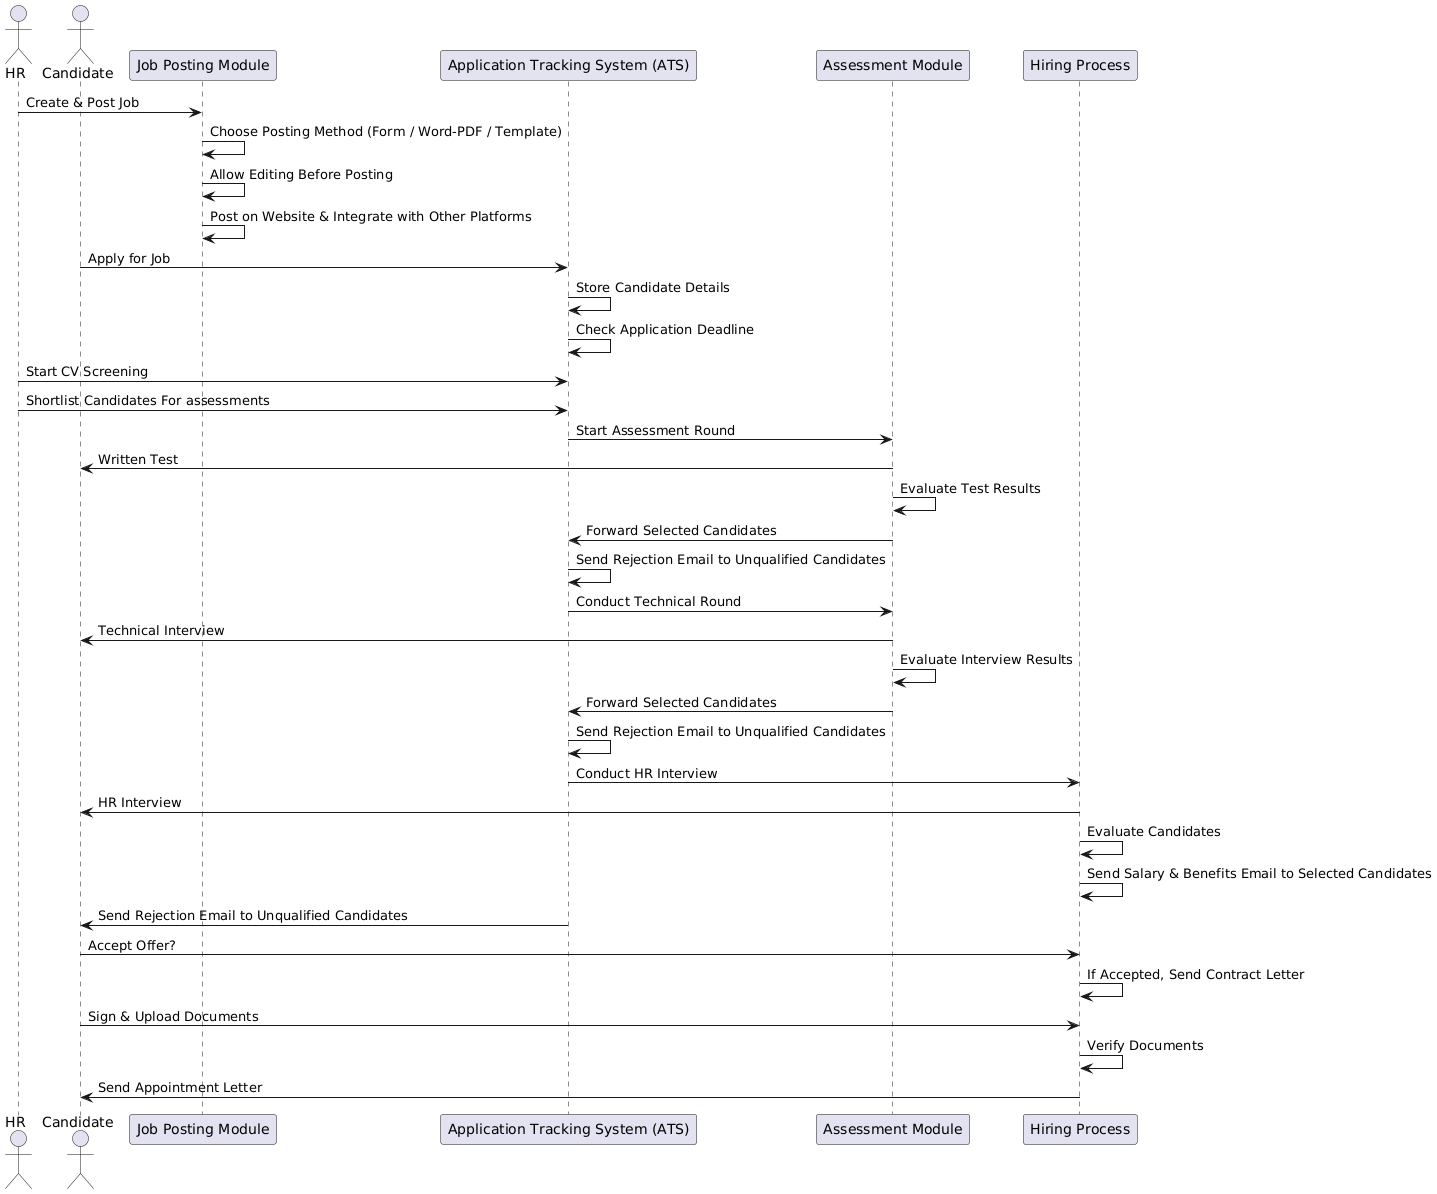 HR
Candidate
Job Posting Module
Application Tracking System (ATS)
Assessment Module
Hiring Process
Create & Post Job
Choose Posting Method (Form / Word-PDF / Template)
Allow Editing Before Posting
Post on Website & Integrate with Other Platforms
Apply for Job
Store Candidate Details
Check Application Deadline
Start CV Screening
Shortlist Candidates For assessments
Start Assessment Round
Written Test
Evaluate Test Results
Forward Selected Candidates
Send Rejection Email to Unqualified Candidates
Conduct Technical Round
Technical Interview
Evaluate Interview Results
Forward Selected Candidates
Send Rejection Email to Unqualified Candidates
Conduct HR Interview
HR Interview
Evaluate Candidates
Send Salary & Benefits Email to Selected Candidates
Send Rejection Email to Unqualified Candidates
Accept Offer?
If Accepted, Send Contract Letter
Sign & Upload Documents
Verify Documents
Send Appointment Letter
HR
Candidate
Job Posting Module
Application Tracking System (ATS)
Assessment Module
Hiring Process